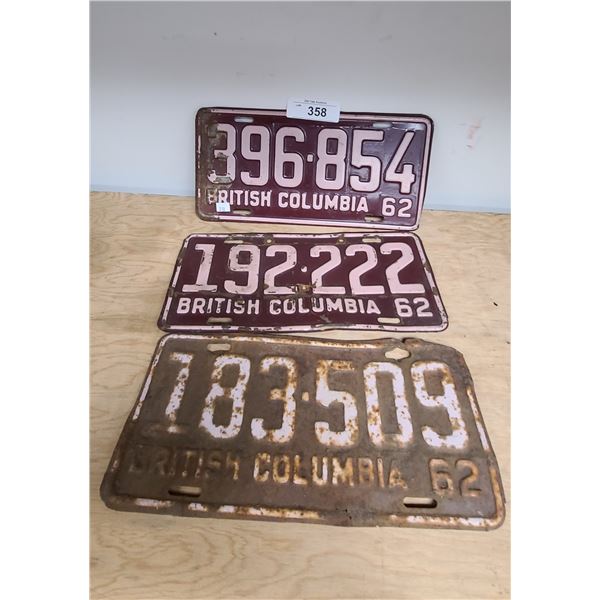 358
396·854
BRITISH COLUMBIA 62
192·222
BRITISH COLUMBIA 62
183·509
BRITISH COLUMBIA 62